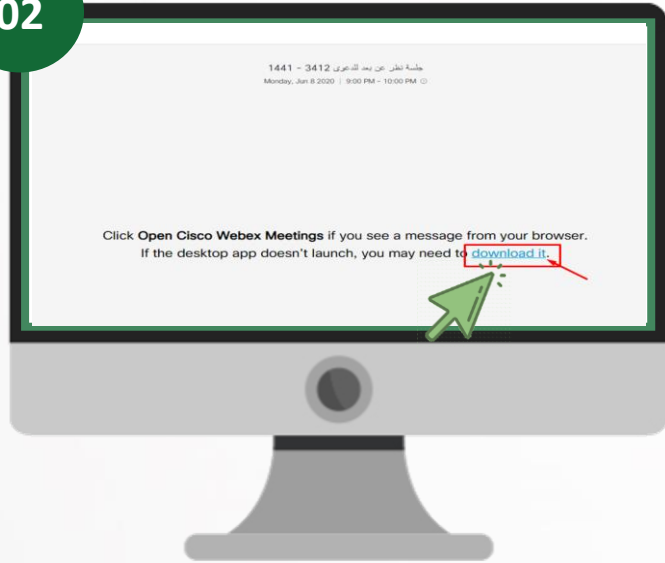 02
جلسة نظر عن بعد للدعوى 3412 - 1441
Monday, Jun 8 2020 | 9:00 PM - 10:00 PM
Click Open Cisco Webex Meetings if you see a message from your browser.
If the desktop app doesn't launch, you may need to download it.